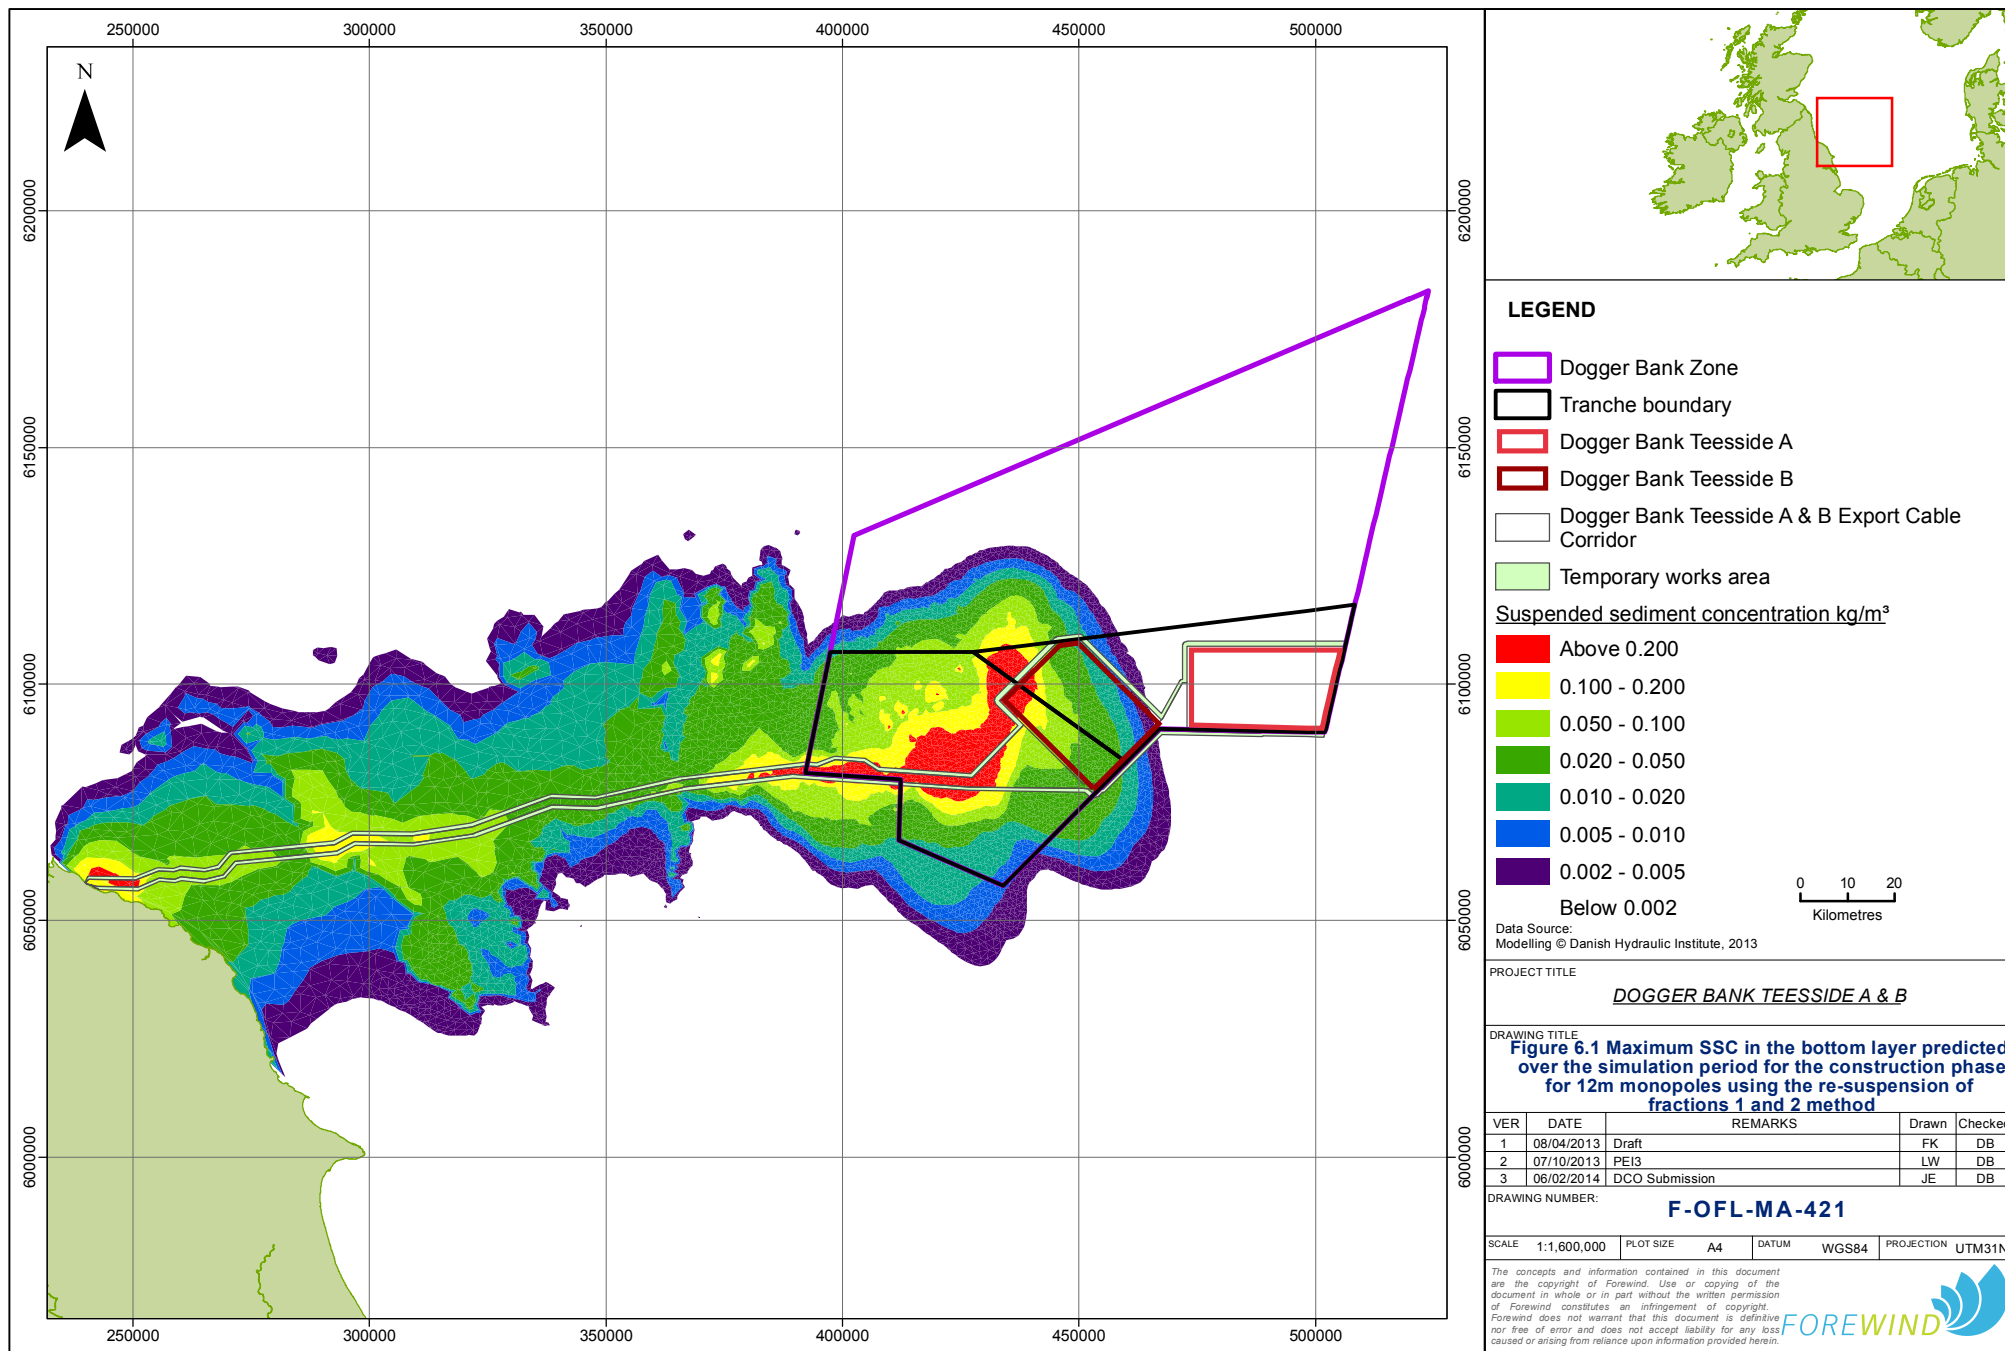 250000 300000 350000 400000 450000 500000
N
6200000
6150000
6100000
6050000
6000000
6200000
6150000
6100000
6050000
6000000
250000 300000 350000 400000 450000 500000
LEGEND
Dogger Bank Zone
Tranche boundary
Dogger Bank Teesside A
Dogger Bank Teesside B
Dogger Bank Teesside A & B Export Cable
Corridor
Temporary works area
Suspended sediment concentration kg/m³
Above 0.200
0.100 - 0.200
0.050 - 0.100
0.020 - 0.050
0.010 - 0.020
0.005 - 0.010
0.002 - 0.005
Below 0.002
0 10 20
Kilometres
Data Source:
Modelling © Danish Hydraulic Institute, 2013
PROJECT TITLE
DOGGER BANK TEESSIDE A & B
DRAWING TITLE
Figure 6.1 Maximum SSC in the bottom layer predicted
over the simulation period for the construction phase
for 12m monopoles using the re-suspension of
fractions 1 and 2 method
VER DATE REMARKS Drawn Checked
1 08/04/2013 Draft FK DB
2 07/10/2013 PEI3 LW DB
3 06/02/2014 DCO Submission JE DB
DRAWING NUMBER:
F-OFL-MA-421
SCALE 1:1,600,000 PLOT SIZE A4 DATUM WGS84 PROJECTION UTM31N
The concepts and information contained in this document
are the copyright of Forewind. Use or copying of the
document in whole or in part without the written permission
of Forewind constitutes an infringement of copyright.
Forewind does not warrant that this document is definitive
nor free of error and does not accept liability for any loss
caused or arising from reliance upon information provided herein.
FOREWIND